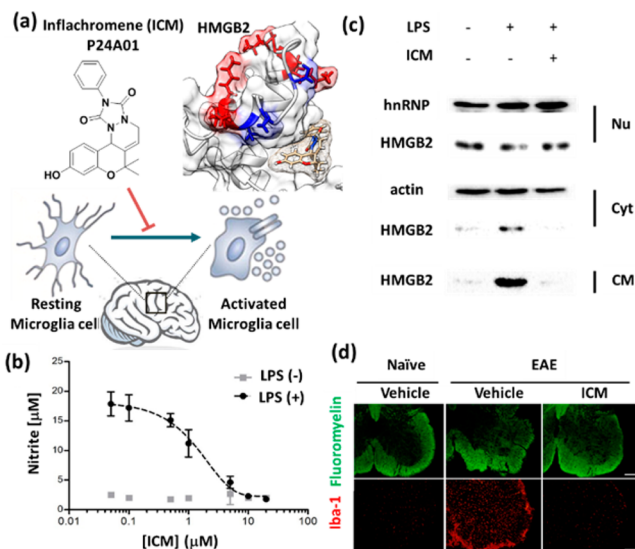 (a)
Inflachromene (ICM)
P24A01
HMGB2
O
N
N
O
N
HO
O
Resting
Microglia cell
Activated
Microglia cell
(b)
LPS (-)
LPS (+)
Nitrite [μM]
25
20
15
10
5
0
0.01
0.1
1
10
100
[ICM] (μM)
(c)
LPS - + +
ICM - - +
hnRNP
HMGB2
Nu
actin
HMGB2
Cyt
HMGB2
CM
(d)
Naïve EAE
Vehicle Vehicle ICM
Fluoromyelin
Iba-1